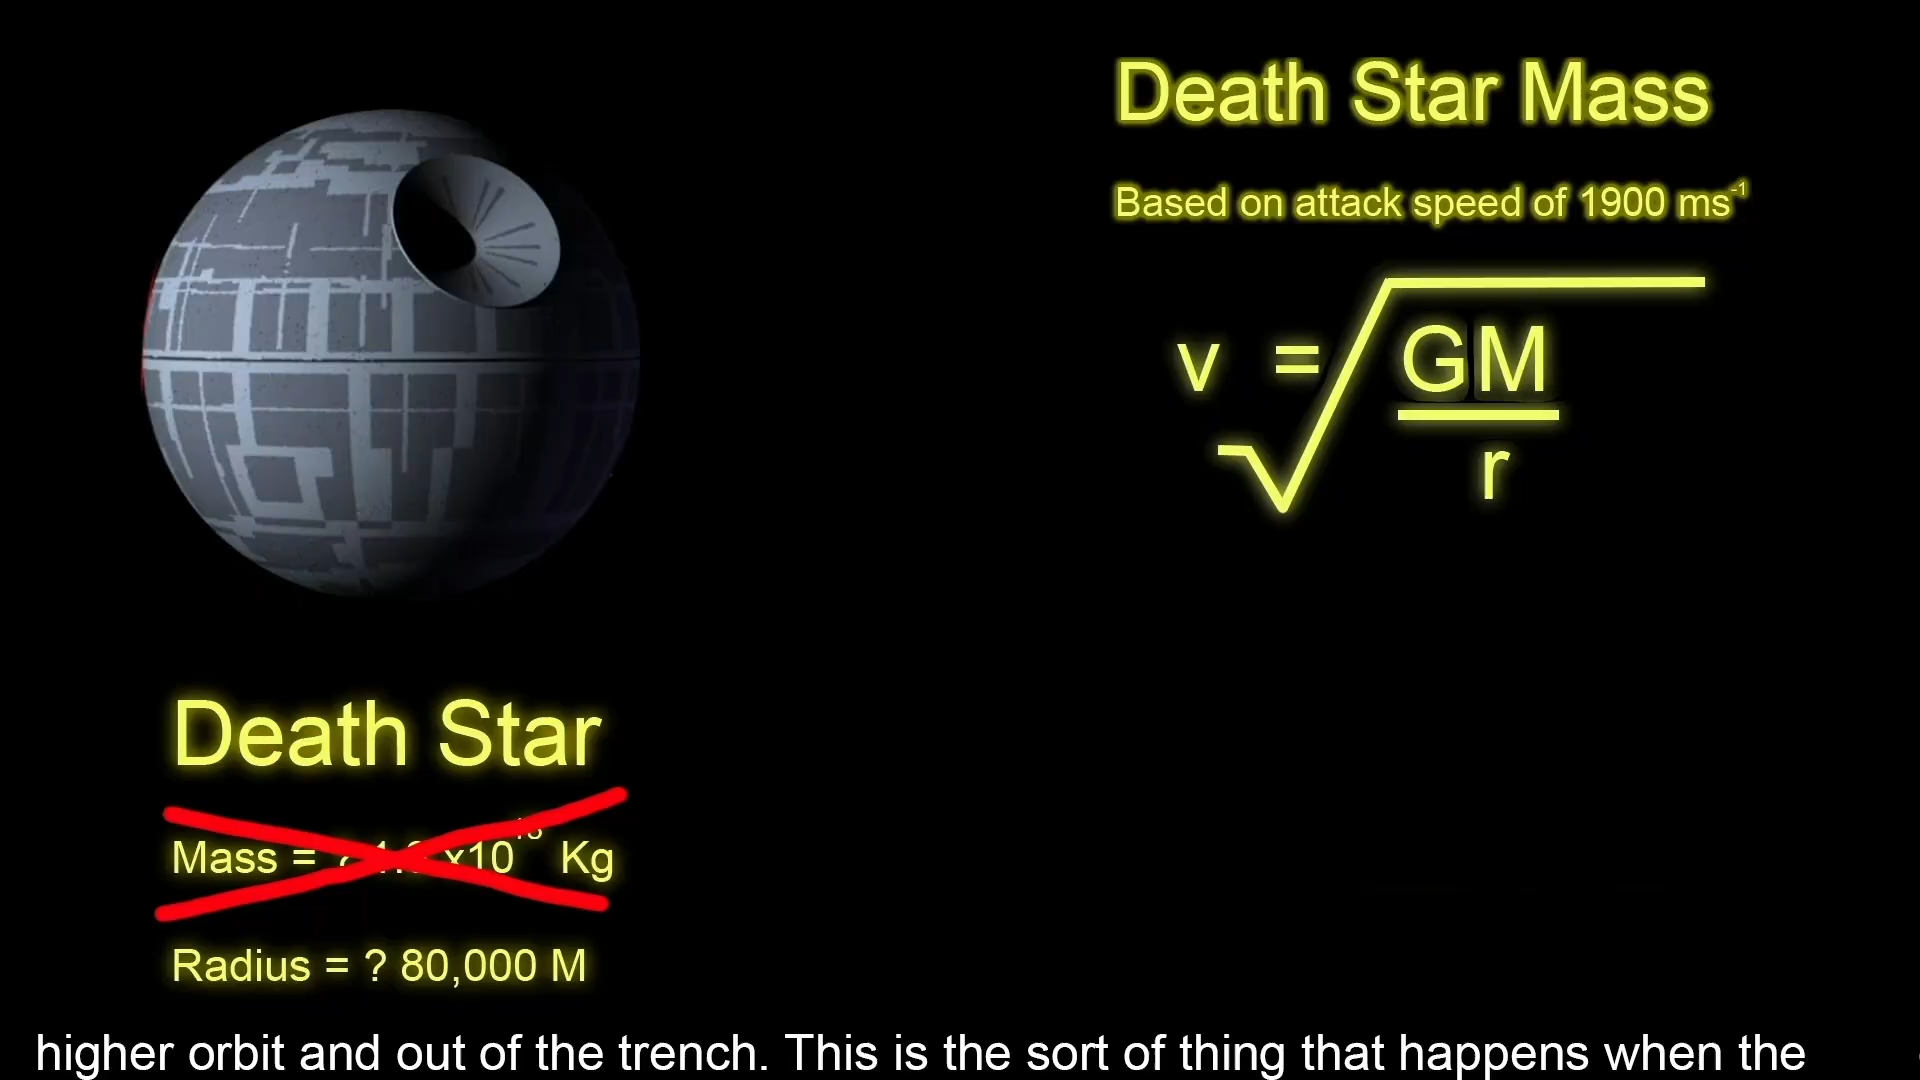 Death Star Mass
Based on attack speed of 1900 ms⁻¹
v = √
GM
r
Death Star
Mass = x10 Kg
Radius = ? 80,000 M
higher orbit and out of the trench. This is the sort of thing that happens when the